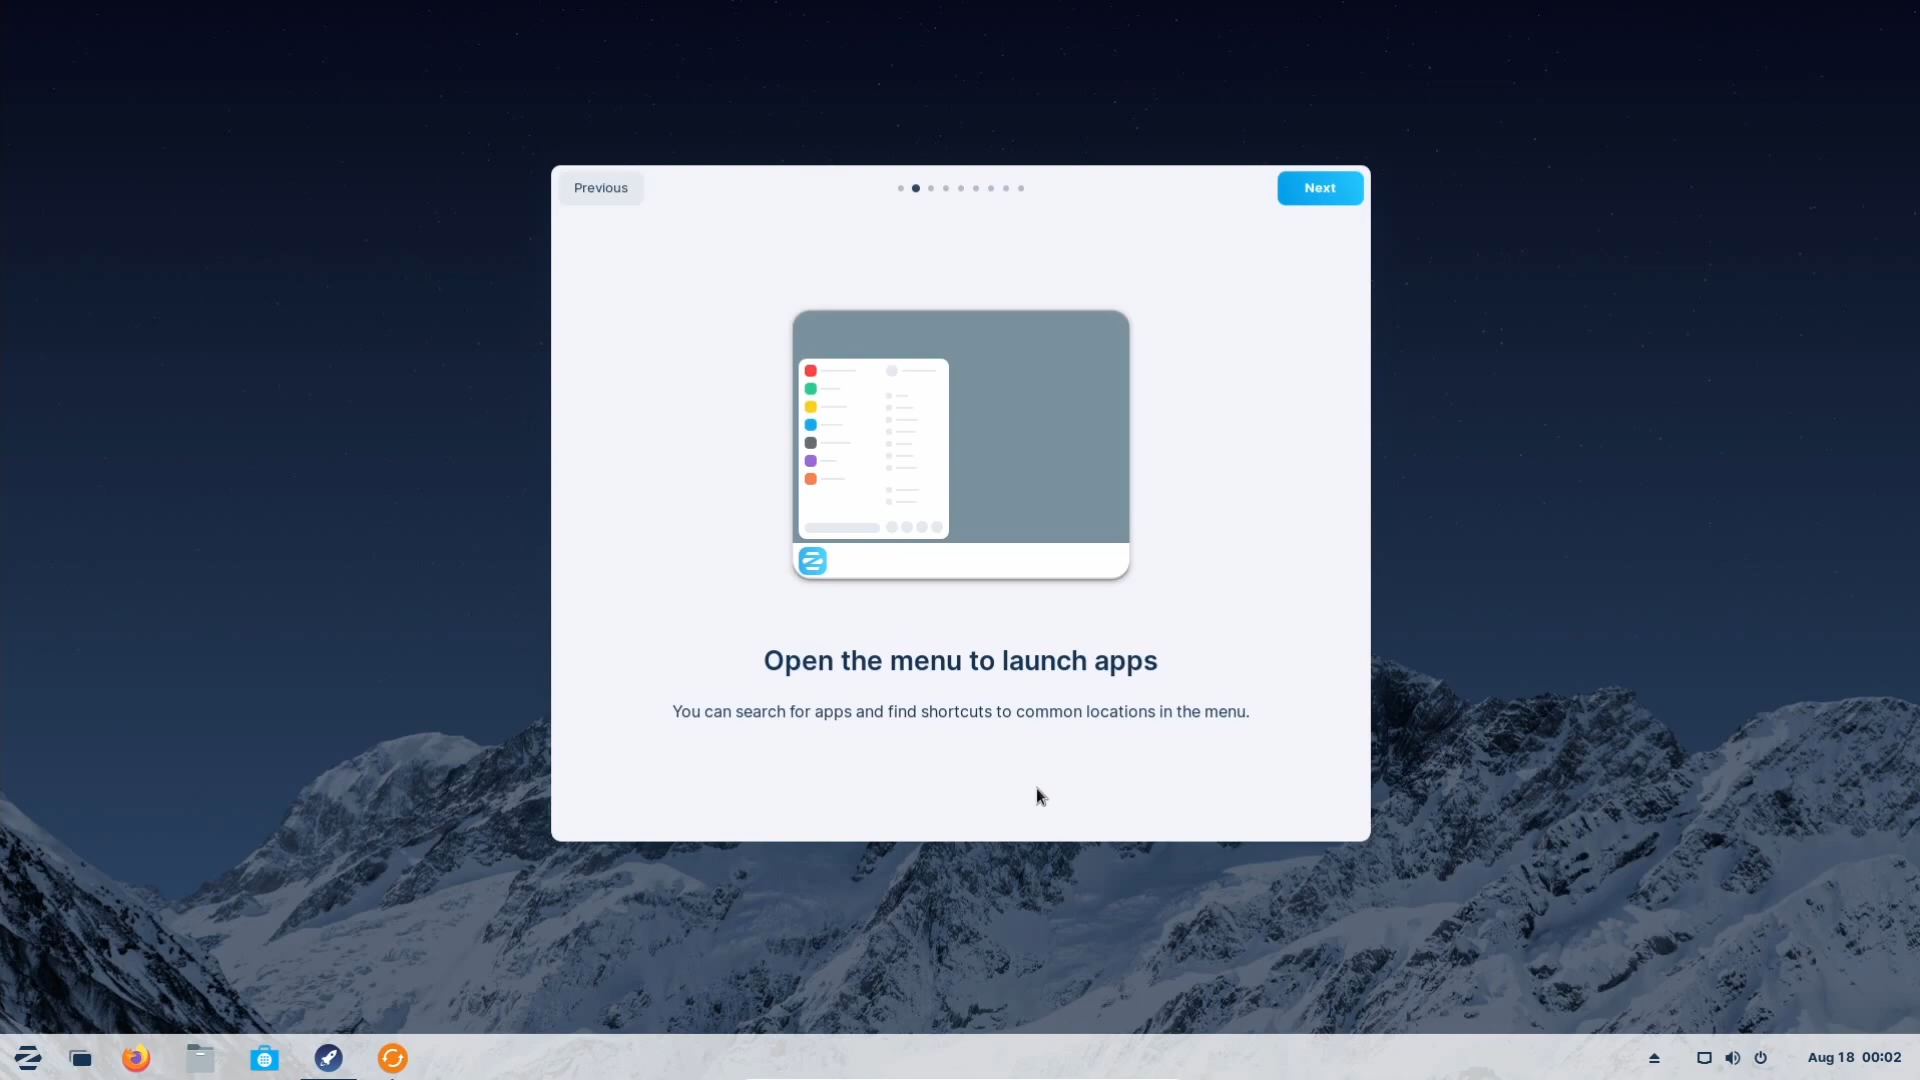 Previous
Next
Open the menu to launch apps
You can search for apps and find shortcuts to common locations in the menu.
Aug 18 00:02